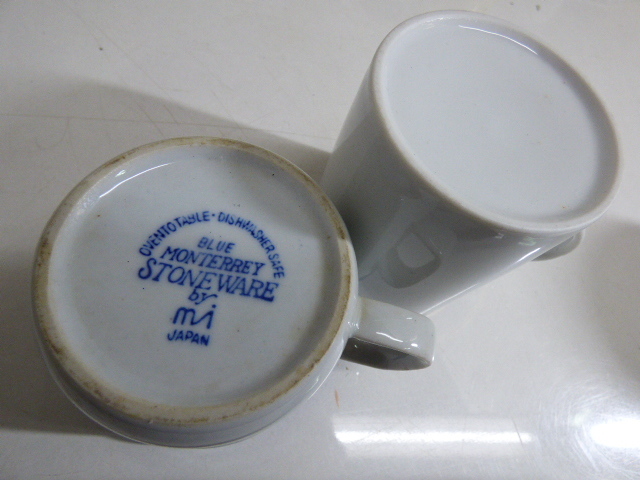 OVEN TO TABLE • DISHWASHER SAFE
BLUE
MONTERREY
STONEWARE
by
mi
JAPAN